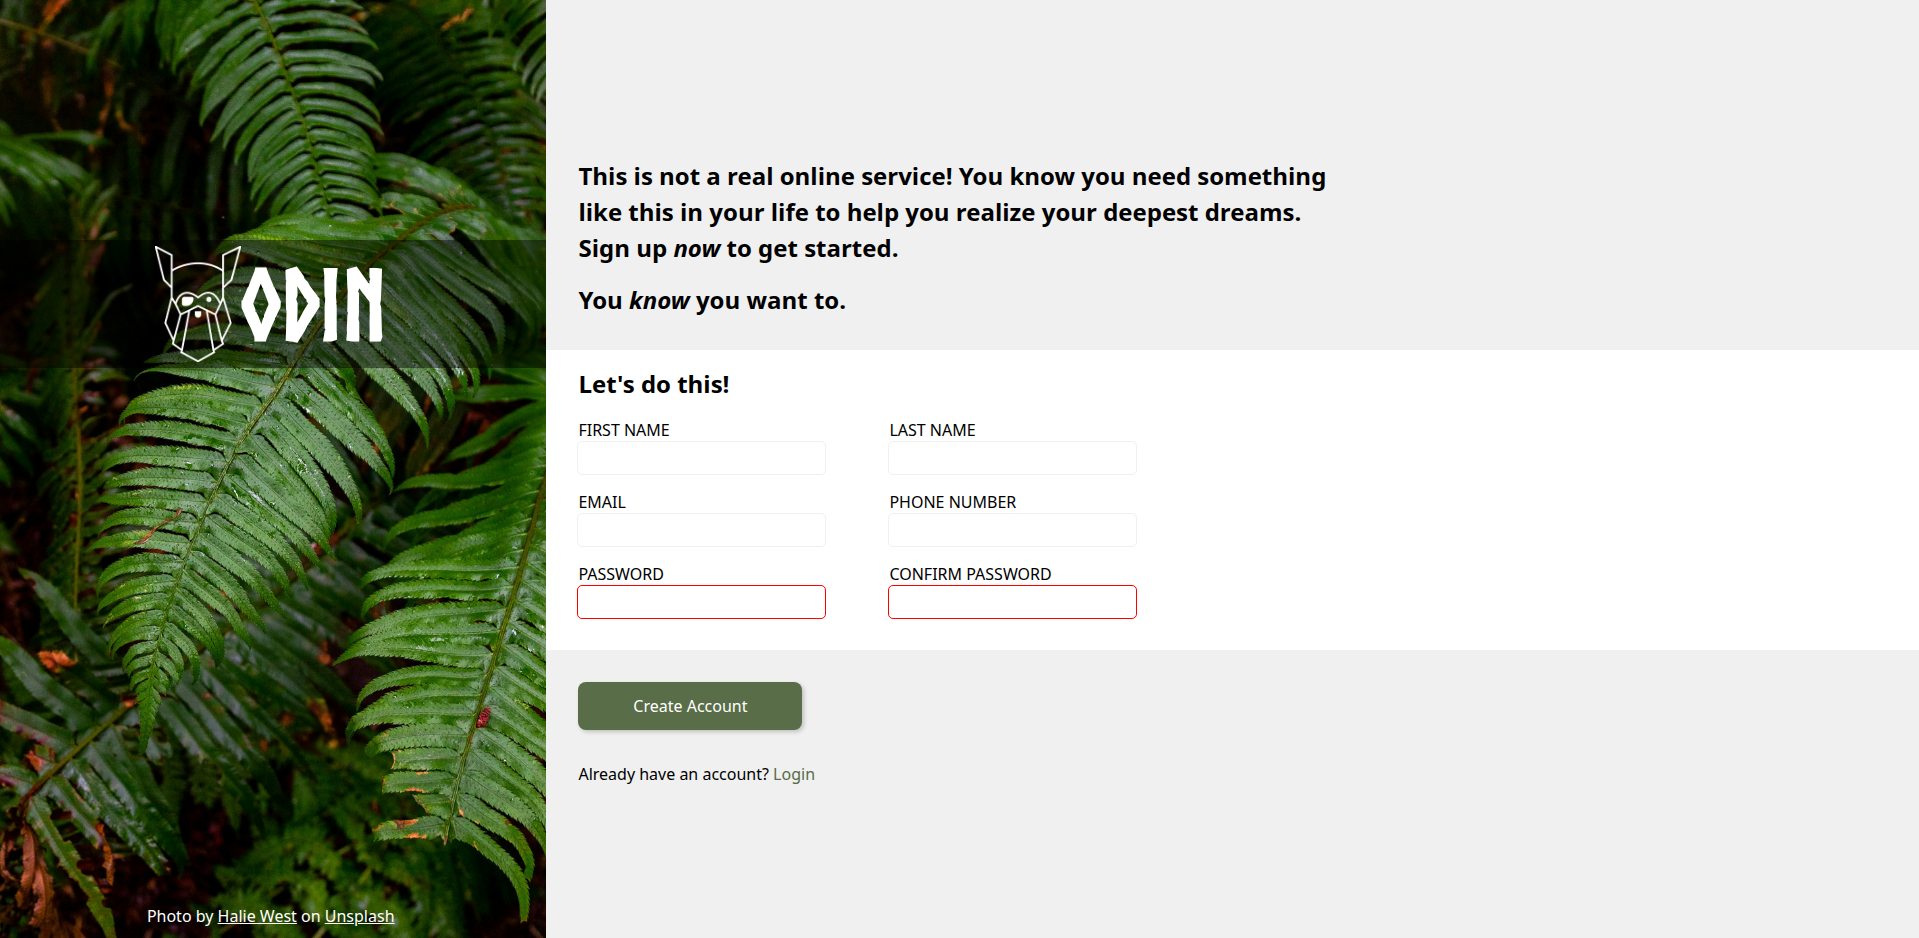 ODIN
Photo by Halie West on Unsplash
This is not a real online service! You know you need something
like this in your life to help you realize your deepest dreams.
Sign up now to get started.
You know you want to.
Let's do this!
FIRST NAME
LAST NAME
EMAIL
PHONE NUMBER
PASSWORD
CONFIRM PASSWORD
Create Account
Already have an account? Login